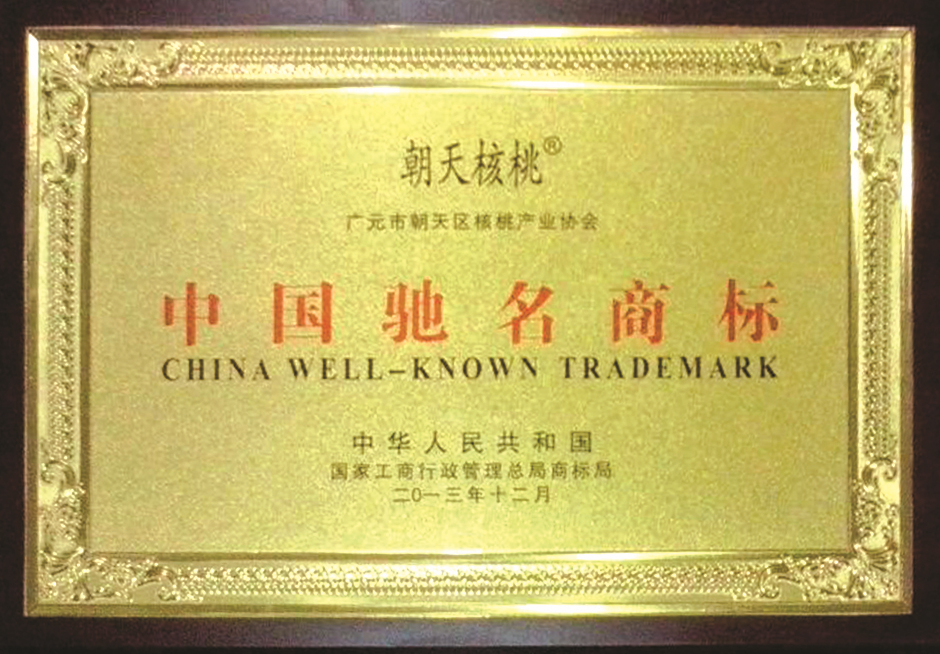 朝天核桃®
广元市朝天区核桃产业协会
中国驰名商标
CHINA WELL-KNOWN TRADEMARK
中华人民共和国
国家工商行政管理总局商标局
二〇一三年十二月